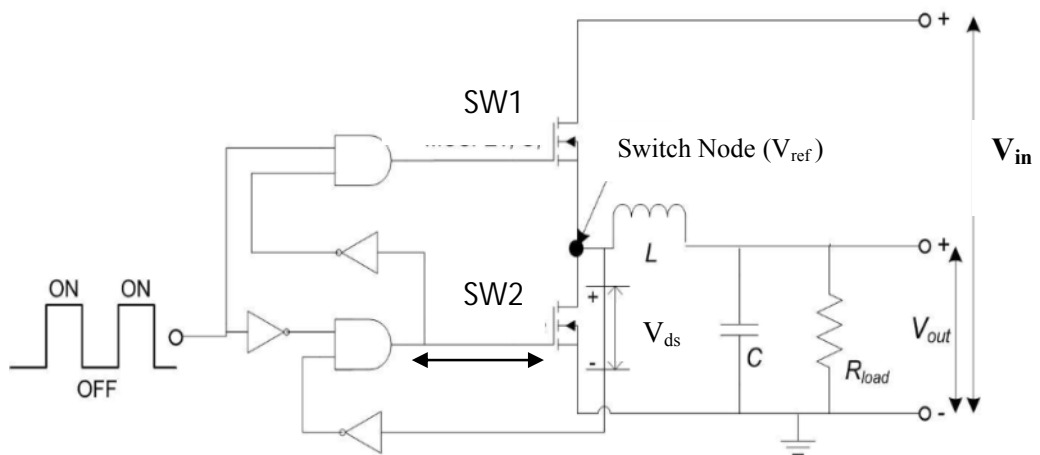 +
SW1
Switch Node (Vref)
Vin
L
+
ON ON
SW2
+
Vds
-
C
Rload
Vout
OFF
-